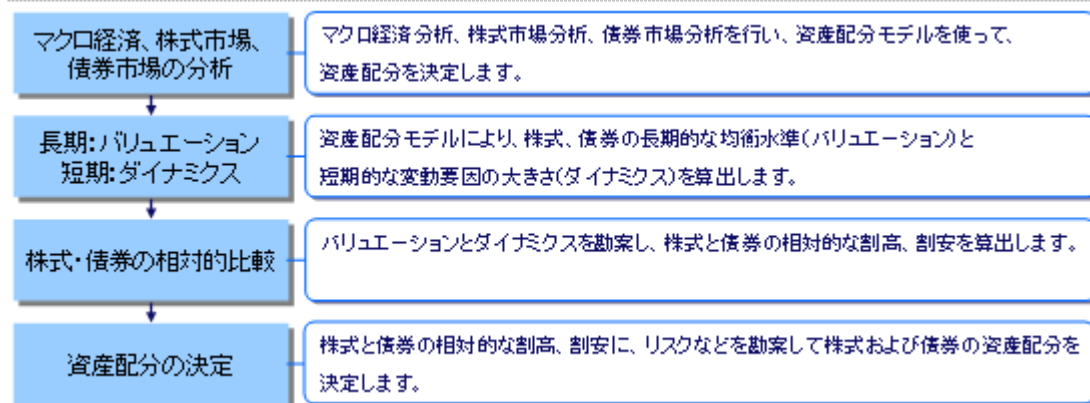 マクロ経済、株式市場、
債券市場の分析
マクロ経済分析、株式市場分析、債券市場分析を行い、資産配分モデルを使って、
資産配分を決定します。
長期：バリュエーション
短期：ダイナミクス
資産配分モデルにより、株式、債券の長期的な均衡水準（バリュエーション）と
短期的な変動要因の大きさ（ダイナミクス）を算出します。
株式・債券の相対的比較
バリュエーションとダイナミクスを勘案し、株式と債券の相対的な割高、割安を算出します。
資産配分の決定
株式と債券の相対的な割高、割安に、リスクなどを勘案して株式および債券の資産配分を
決定します。